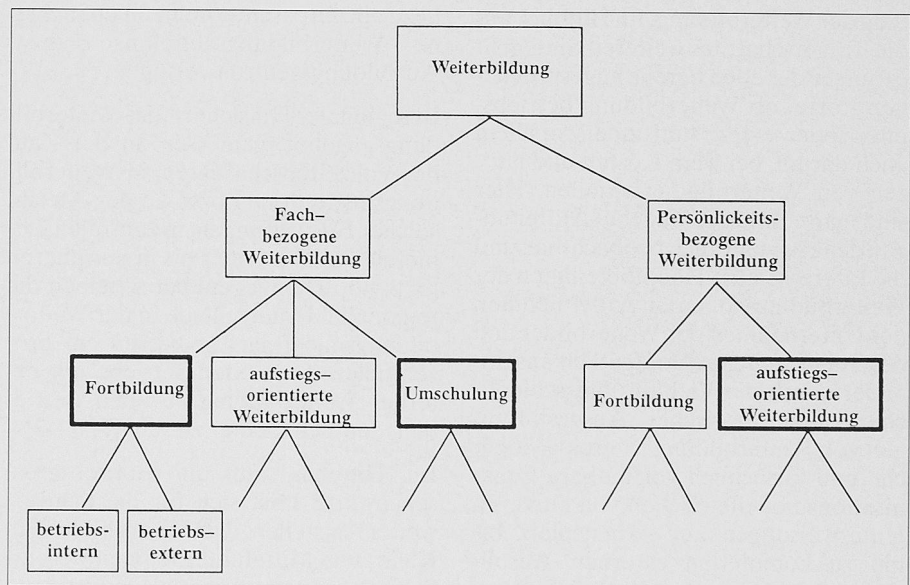 Weiterbildung
Fach-
bezogene
Weiterbildung
Persönlickeits-
bezogene
Weiterbildung
Fortbildung
aufstiegs-
orientierte
Weiterbildung
Umschulung
Fortbildung
aufstiegs-
orientierte
Weiterbildung
betriebs-
intern
betriebs-
extern